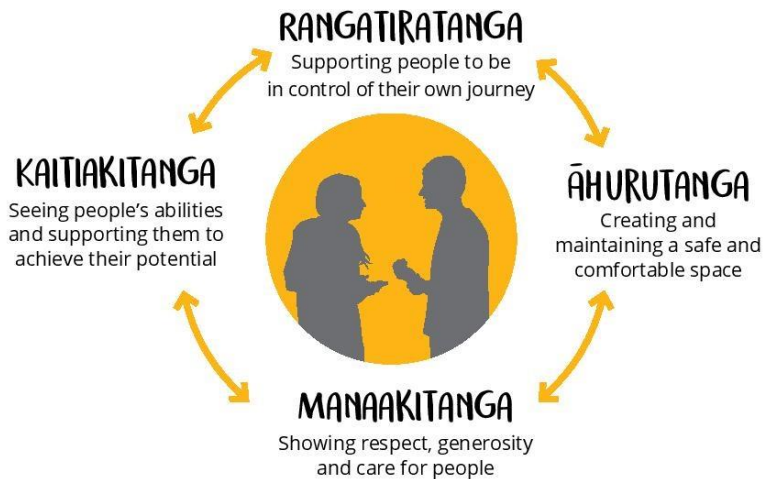 RANGATIRATANGA
Supporting people to be
in control of their own journey
KAITIAKITANGA
Seeing people’s abilities
and supporting them to
achieve their potential
ĀHURUTANGA
Creating and
maintaining a safe and
comfortable space
MANAAKITANGA
Showing respect, generosity
and care for people